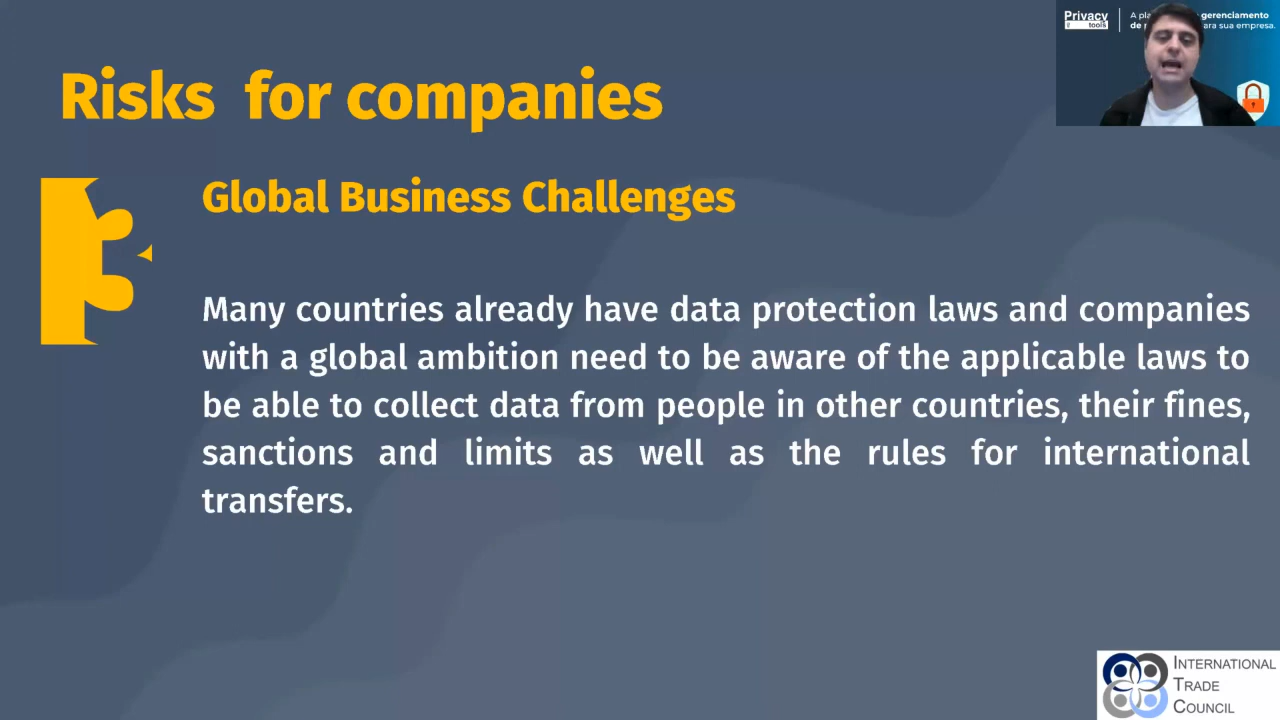 Risks for companies
Global Business Challenges
Many countries already have data protection laws and companies
with a global ambition need to be aware of the applicable laws to
be able to collect data from people in other countries, their fines,
sanctions and limits as well as the rules for international
transfers.
Privacy
tools
gerenciamento
sua empresa.
INTERNATIONAL
TRADE
COUNCIL